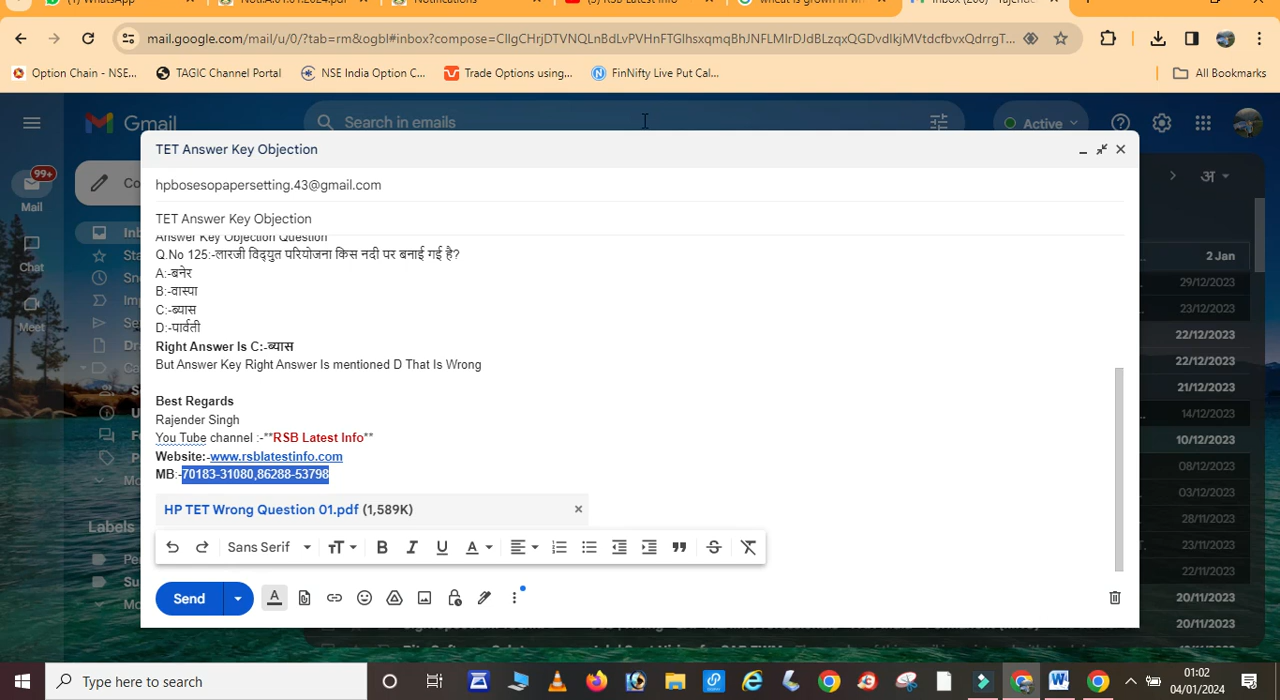 (1) WhatsApp
Notifications
(3) RSB Latest Info
mail.google.com/mail/u/0/?tab=rm&ogbl#inbox?compose=CllgCHrjDTVNQLnBdLvPVHnFTGlhsxqmqBhJNFLMlrDJdBLzqxQGDvdlkjMVtdcfbvxQdrrgT...
Option Chain - NSE...
TAGIC Channel Portal
NSE India Option C...
Trade Options using...
FinNifty Live Put Cal...
All Bookmarks
Gmail
Search in emails
Active
99+
Mail
Chat
Meet
Labels
TET Answer Key Objection
hpbosesopapersetting.43@gmail.com
TET Answer Key Objection
Answer Key Objection Question
Q.No 125:-लारजी विद्युत परियोजना किस नदी पर बनाई गई है?
A:-बनेर
B:-वास्पा
C:-ब्यास
D:-पार्वती
Right Answer Is C:-ब्यास
But Answer Key Right Answer Is mentioned D That Is Wrong
Best Regards
Rajender Singh
You Tube channel :-**RSB Latest Info**
Website:-www.rsblatestinfo.com
MB:-70183-31080,86288-53798
HP TET Wrong Question 01.pdf (1,589K)
Sans Serif
Send
अ
2 Jan
29/12/2023
23/12/2023
22/12/2023
22/12/2023
21/12/2023
14/12/2023
10/12/2023
08/12/2023
03/12/2023
28/11/2023
23/11/2023
22/11/2023
20/11/2023
20/11/2023
Type here to search
01:02
04/01/2024